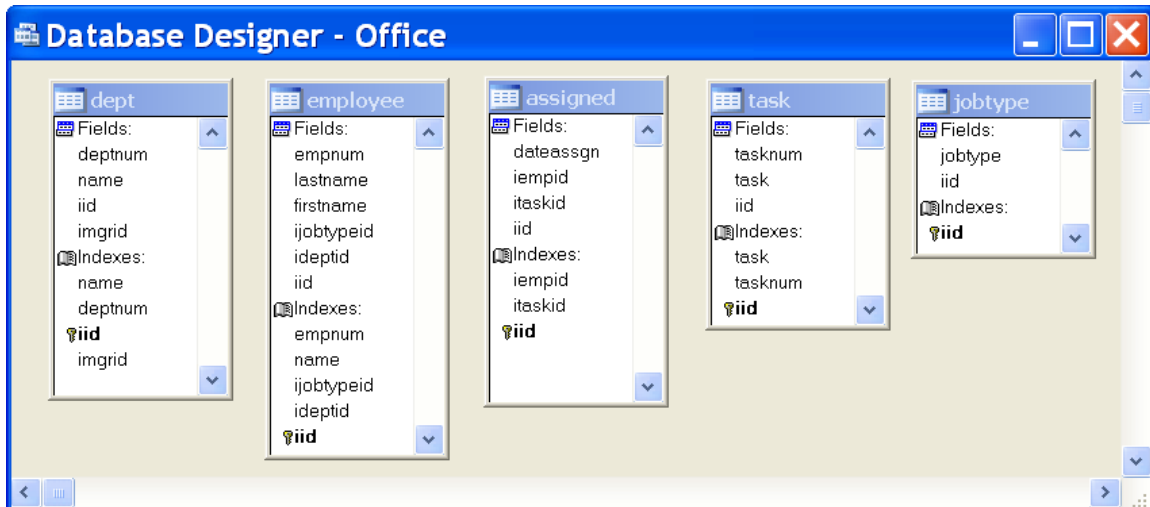 Database Designer - Office
dept
Fields:
deptnum
name
iid
imgrid
Indexes:
name
deptnum
iid
imgrid
employee
Fields:
empnum
lastname
firstname
ijobtypeid
ideptid
iid
Indexes:
empnum
name
ijobtypeid
ideptid
iid
assigned
Fields:
dateassgn
iempid
itaskid
iid
Indexes:
iempid
itaskid
iid
task
Fields:
tasknum
task
iid
Indexes:
task
tasknum
iid
jobtype
Fields:
jobtype
iid
Indexes:
iid